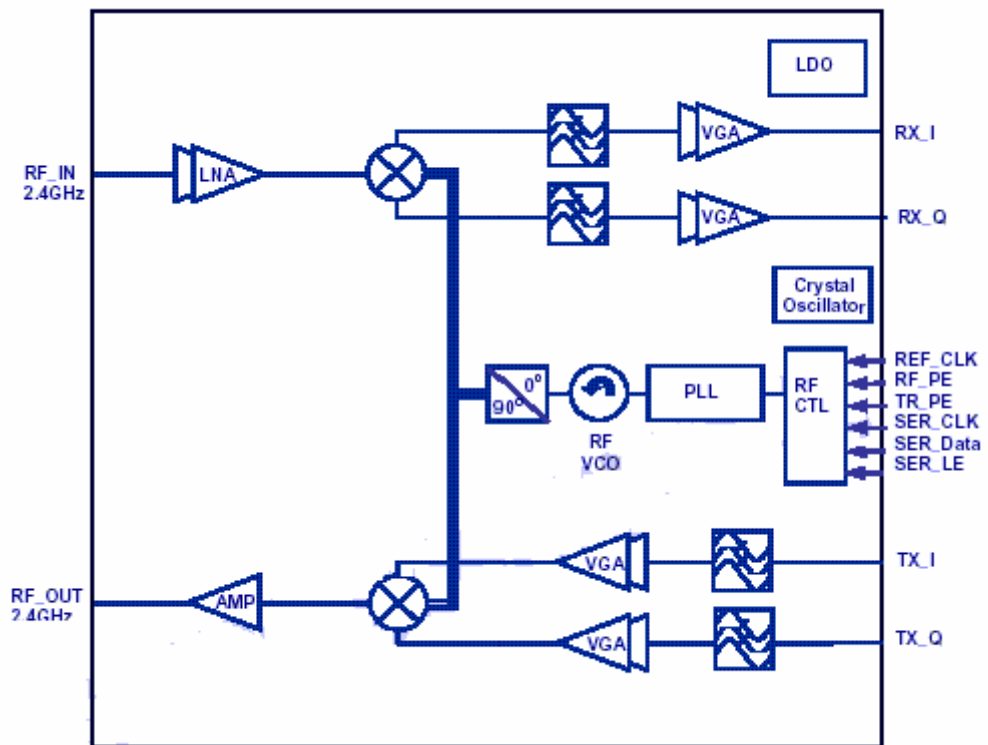 LDO
VGA
RX_I
RF_IN
2.4GHz
LNA
VGA
RX_Q
Crystal
Oscillator
REF_CLK
RF_PE
TR_PE
SER_CLK
SER_Data
SER_LE
RF
CTL
PLL
0°
90°
RF
VCO
VGA
TX_I
RF_OUT
2.4GHz
AMP
VGA
TX_Q